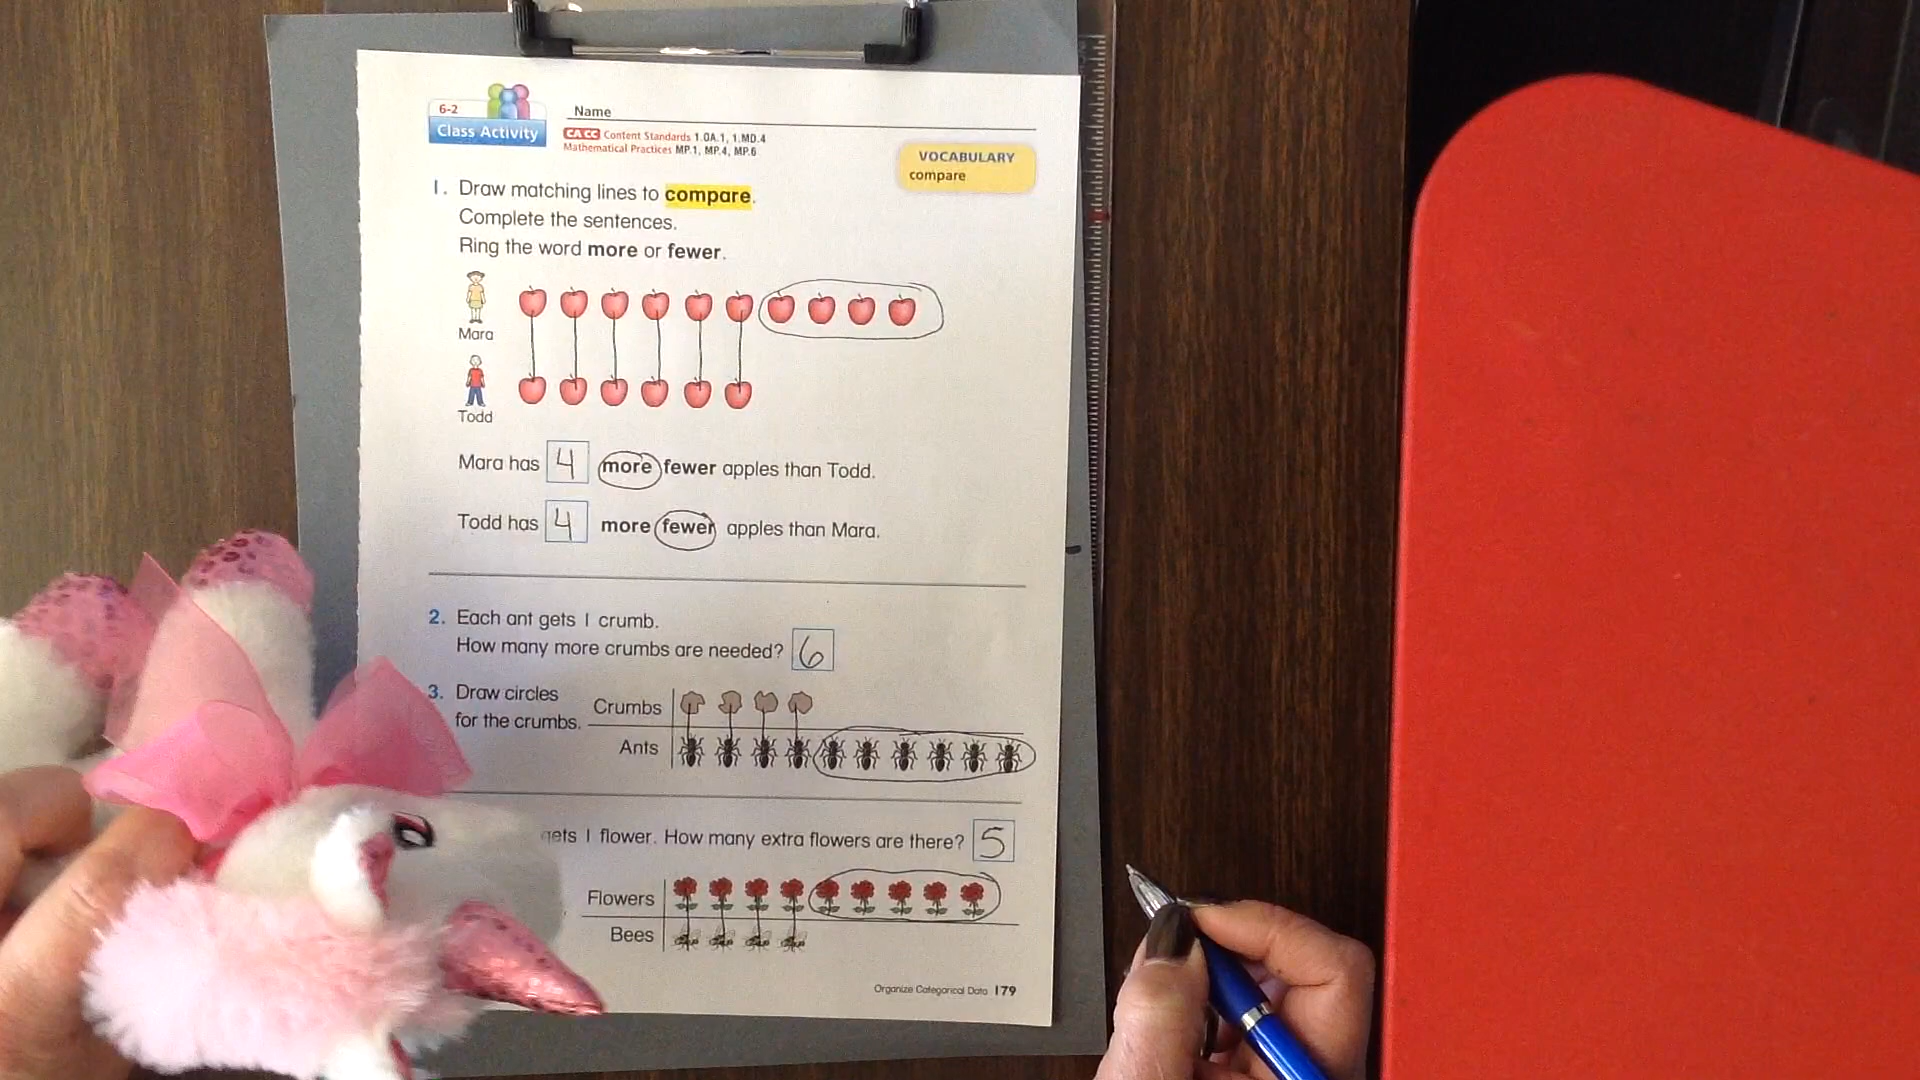 6-2
Class Activity
Name
CA CC Content Standards 1.OA.1, 1.MD.4
Mathematical Practices MP.1, MP.4, MP.6
VOCABULARY
compare
1. Draw matching lines to compare.
Complete the sentences.
Ring the word more or fewer.
Mara
Todd
Mara has 4 more fewer apples than Todd.
Todd has 4 more fewer apples than Mara.
2. Each ant gets 1 crumb.
How many more crumbs are needed? 6
3. Draw circles
for the crumbs.
Crumbs
Ants
gets 1 flower. How many extra flowers are there? 5
Flowers
Bees
Organize Categorical Data 179